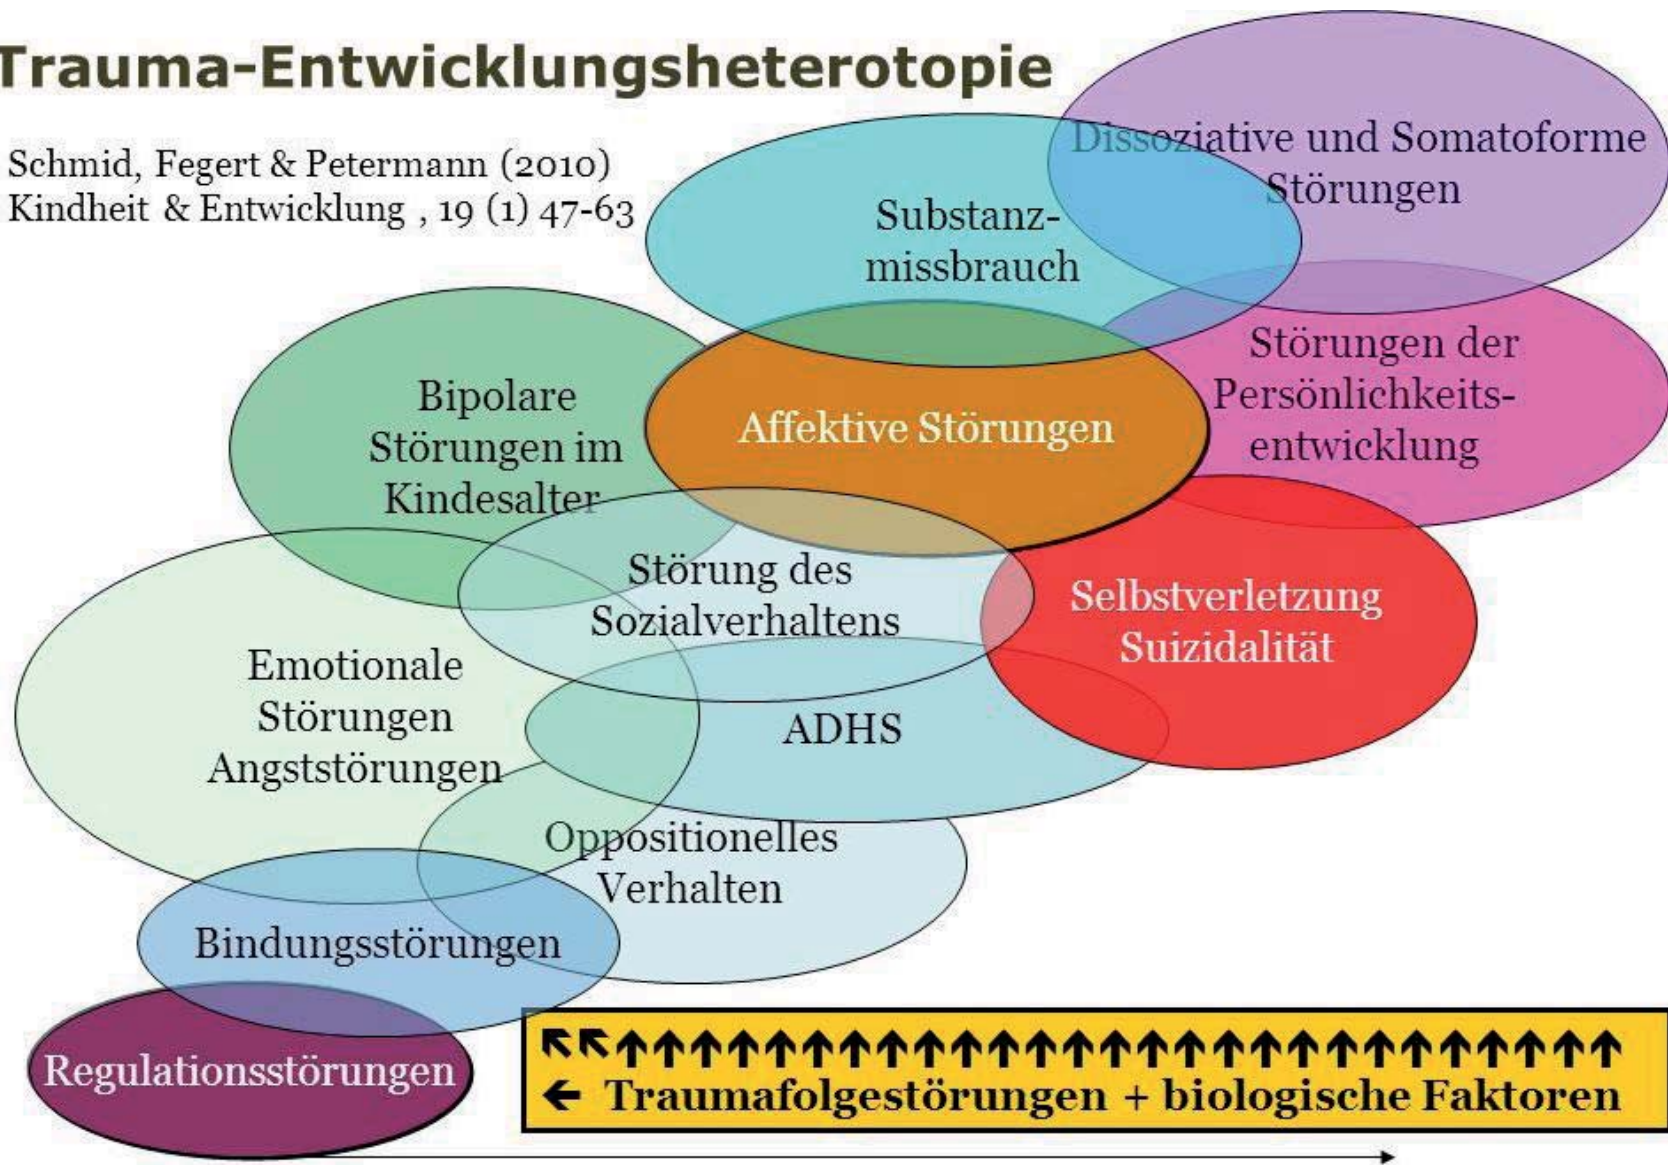 Trauma-Entwicklungsheterotopie
Schmid, Fegert & Petermann (2010)
Kindheit & Entwicklung , 19 (1) 47-63
Dissoziative und Somatoforme
Störungen
Substanz-
missbrauch
Störungen der
Persönlichkeits-
entwicklung
Bipolare
Störungen im
Kindesalter
Affektive Störungen
Störung des
Sozialverhaltens
Selbstverletzung
Suizidalität
Emotionale
Störungen
Angststörungen
ADHS
Oppositionelles
Verhalten
Bindungsstörungen
Regulationsstörungen
Traumafolgestörungen + biologische Faktoren